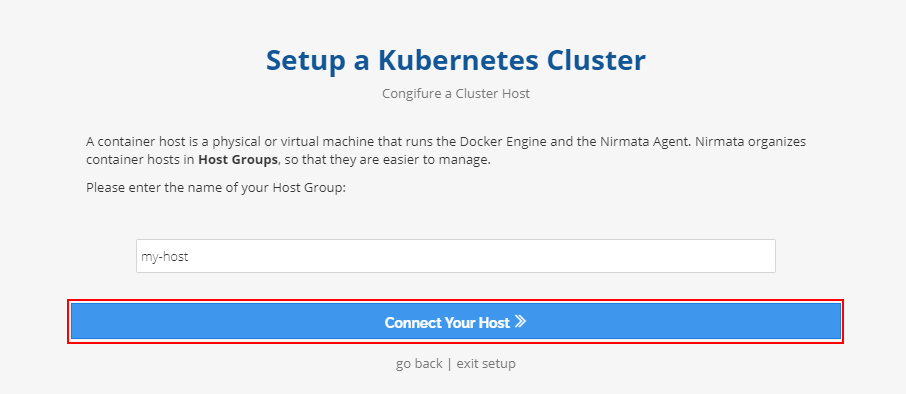 Setup a Kubernetes Cluster
Congifure a Cluster Host
A container host is a physical or virtual machine that runs the Docker Engine and the Nirmata Agent. Nirmata organizes
container hosts in Host Groups, so that they are easier to manage.
Please enter the name of your Host Group:
my-host
Connect Your Host »
go back | exit setup